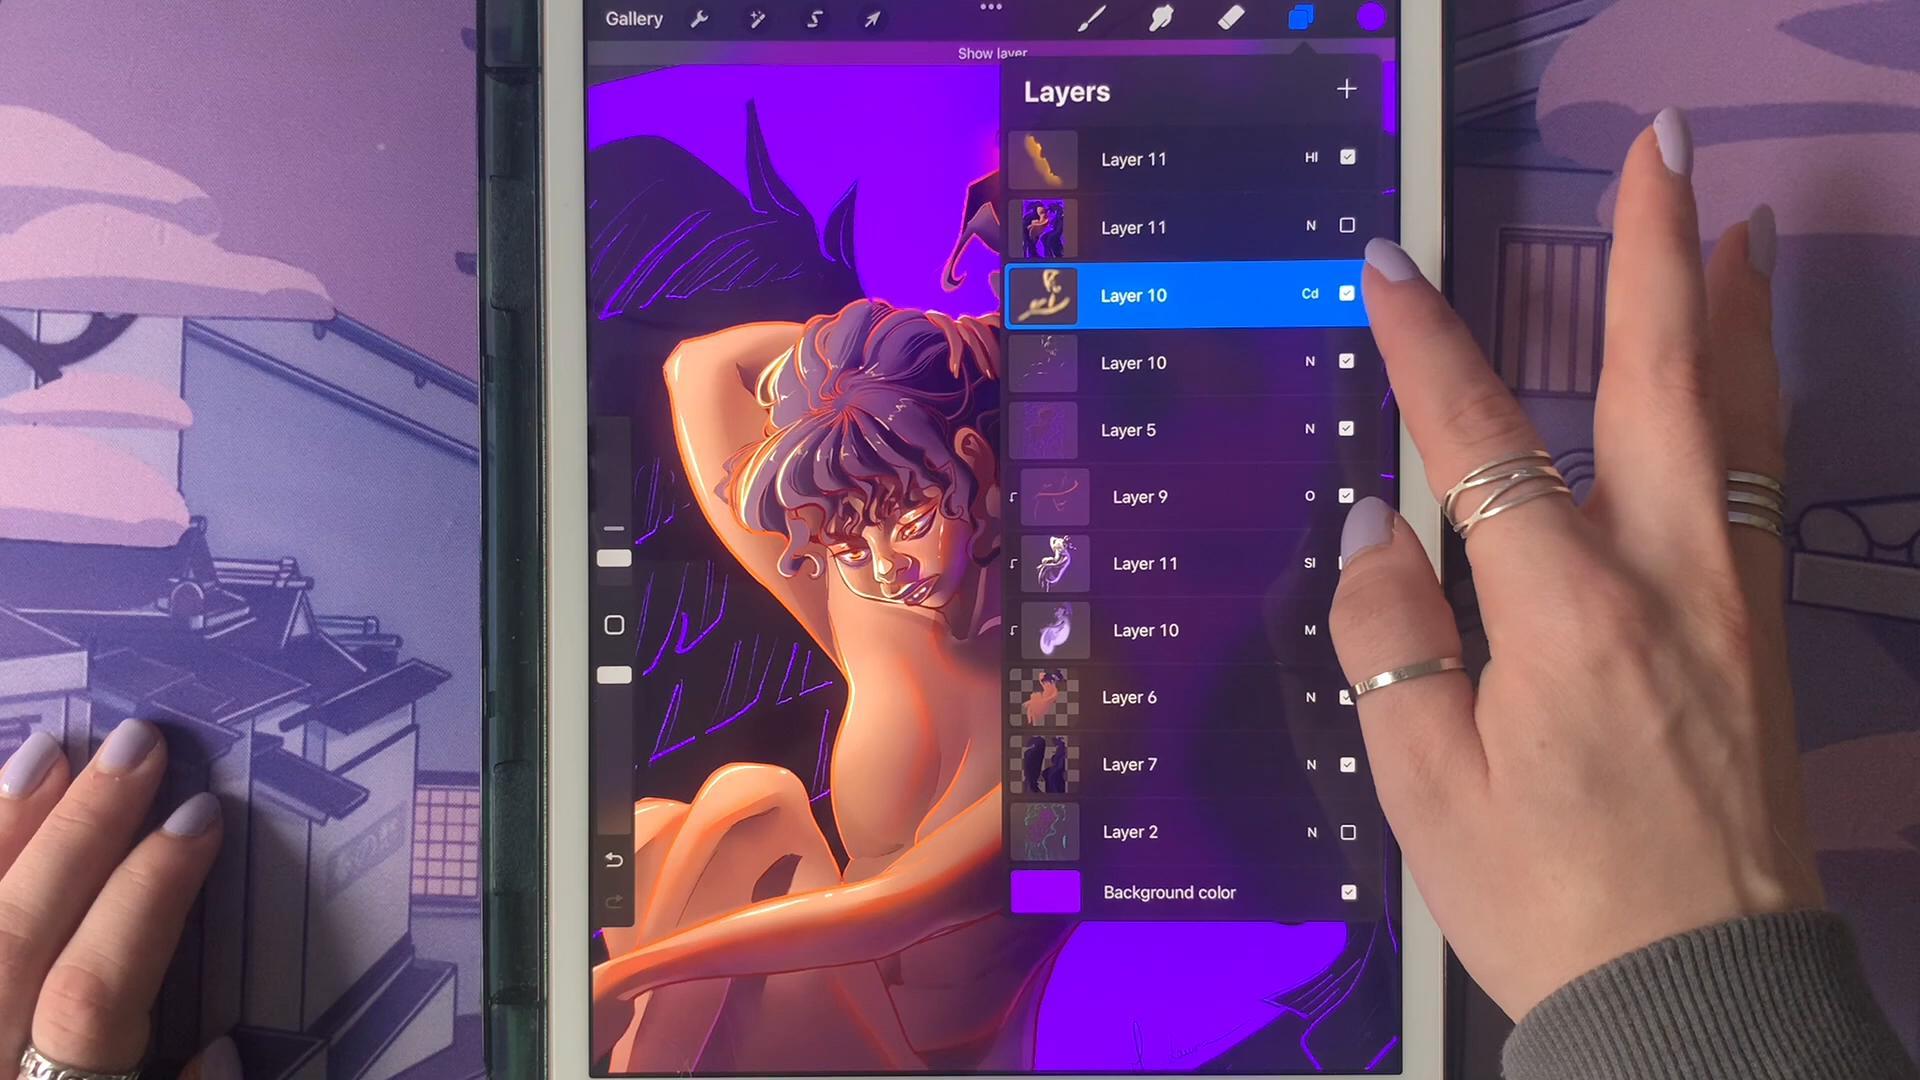 Gallery
Show layer
Layers
Layer 11 HI
Layer 11 N
Layer 10 Cd
Layer 10 N
Layer 5 N
Layer 9 O
Layer 11 SI
Layer 10 M
Layer 6 N
Layer 7 N
Layer 2 N
Background color